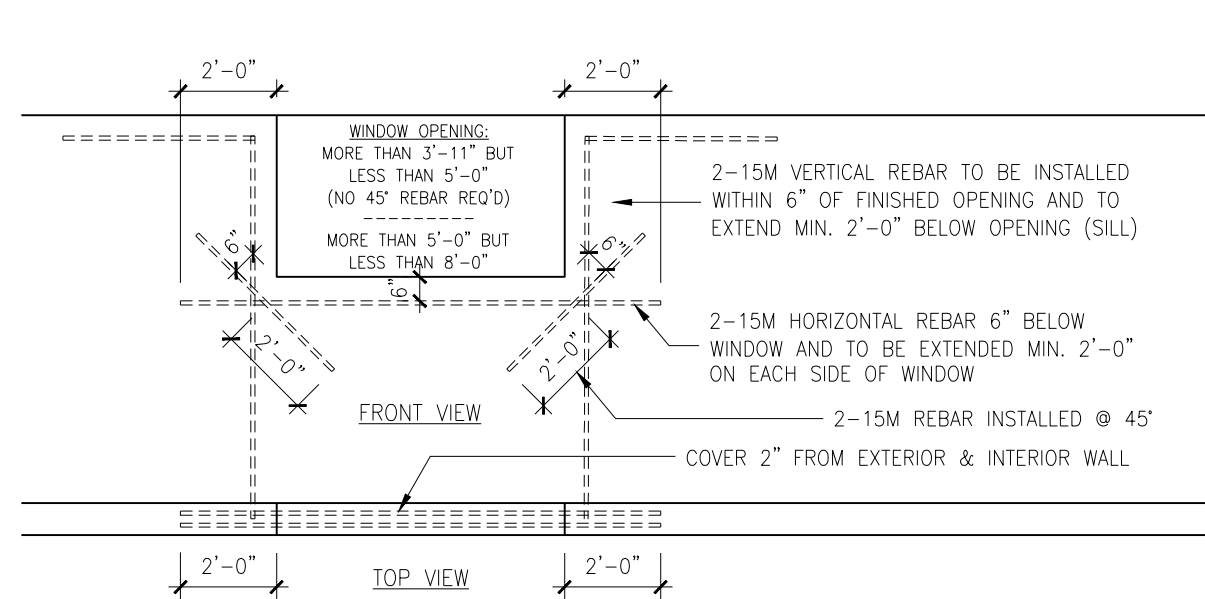 2'-0"
2'-0"
WINDOW OPENING:
MORE THAN 3'-11" BUT
LESS THAN 5'-0"
(NO 45° REBAR REQ'D)
----------
MORE THAN 5'-0" BUT
LESS THAN 8'-0"
2-15M VERTICAL REBAR TO BE INSTALLED
WITHIN 6" OF FINISHED OPENING AND TO
EXTEND MIN. 2'-0" BELOW OPENING (SILL)
6"
6"
6"
2-15M HORIZONTAL REBAR 6" BELOW
WINDOW AND TO BE EXTENDED MIN. 2'-0"
ON EACH SIDE OF WINDOW
2'-0"
2'-0"
FRONT VIEW
2-15M REBAR INSTALLED @ 45°
COVER 2" FROM EXTERIOR & INTERIOR WALL
2'-0"
2'-0"
TOP VIEW